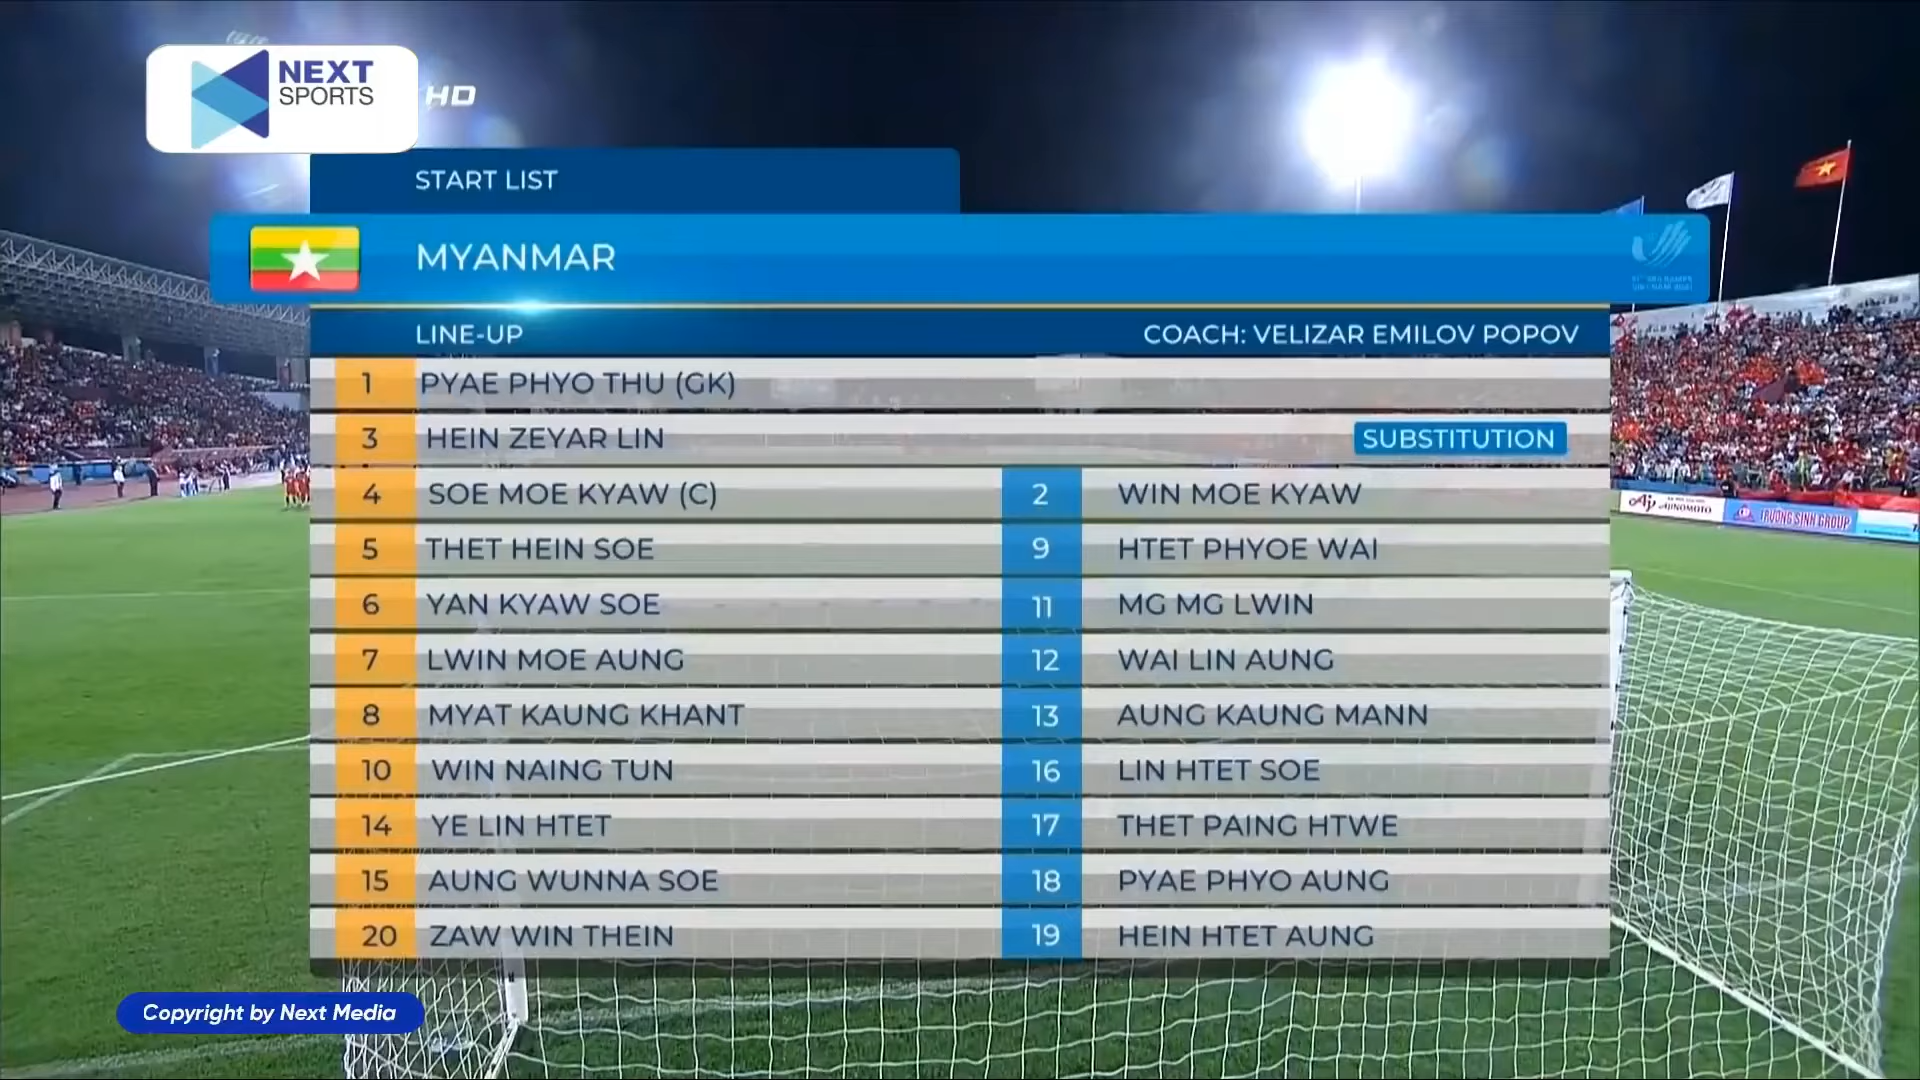 NEXT
SPORTS
HD
START LIST
MYANMAR
LINE-UP
COACH: VELIZAR EMILOV POPOV
1 PYAE PHYO THU (GK)
3 HEIN ZEYAR LIN
SUBSTITUTION
4 SOE MOE KYAW (C)
2 WIN MOE KYAW
5 THET HEIN SOE
9 HTET PHYOE WAI
6 YAN KYAW SOE
11 MG MG LWIN
7 LWIN MOE AUNG
12 WAI LIN AUNG
8 MYAT KAUNG KHANT
13 AUNG KAUNG MANN
10 WIN NAING TUN
16 LIN HTET SOE
14 YE LIN HTET
17 THET PAING HTWE
15 AUNG WUNNA SOE
18 PYAE PHYO AUNG
20 ZAW WIN THEIN
19 HEIN HTET AUNG
AJINOMOTO
TRUONG SINH GROUP
Copyright by Next Media